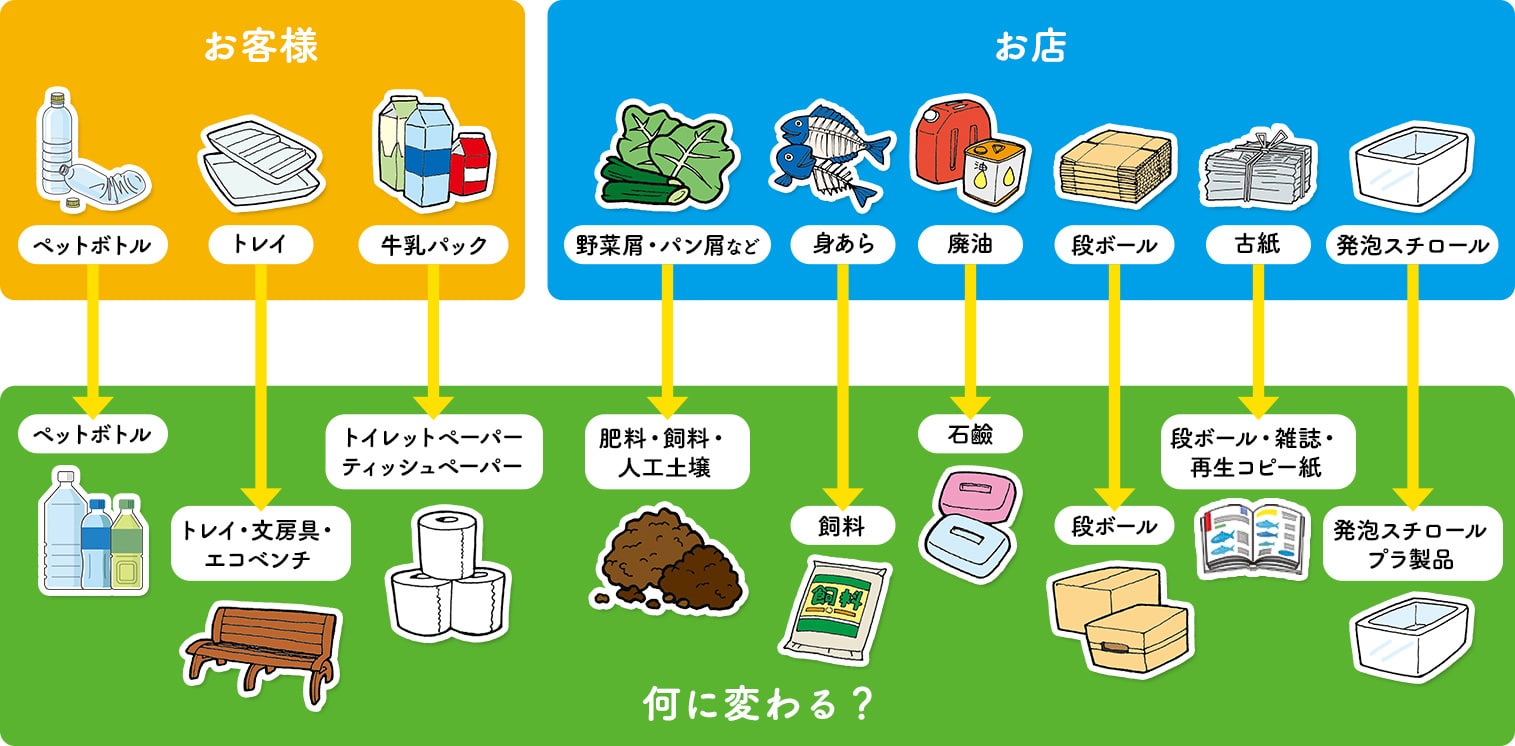 お客様
お店
油
ペットボトル
トレイ
牛乳パック
野菜屑・パン屑など
身あら
廃油
段ボール
古紙
発泡スチロール
ペットボトル
トイレットペーパー
ティッシュペーパー
肥料・飼料・
人工土壌
石鹼
段ボール・雑誌・
再生コピー紙
トレイ・文房具・
エコベンチ
飼料
段ボール
発泡スチロール
プラ製品
飼料
何に変わる？